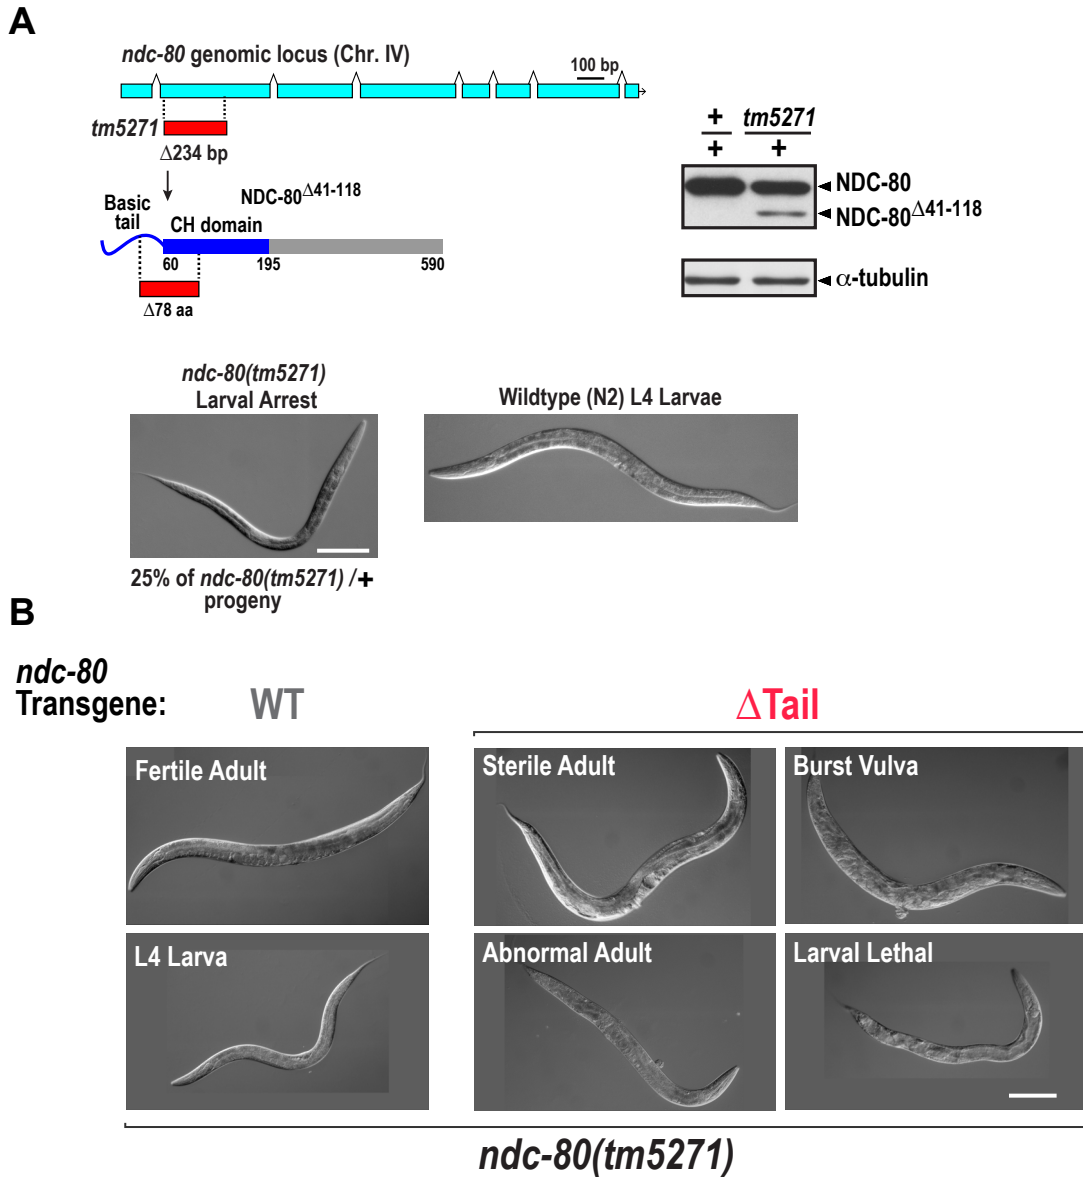 A
ndc-80 genomic locus (Chr. IV)
100 bp
tm5271
Δ234 bp
NDC-80Δ41-118
Basic
tail
CH domain
60
195
590
Δ78 aa
+
+
tm5271
+
NDC-80
NDC-80Δ41-118
α-tubulin
ndc-80(tm5271)
Larval Arrest
Wildtype (N2) L4 Larvae
25% of ndc-80(tm5271) /+
progeny
B
ndc-80
Transgene:
WT
ΔTail
Fertile Adult
Sterile Adult
Burst Vulva
L4 Larva
Abnormal Adult
Larval Lethal
ndc-80(tm5271)